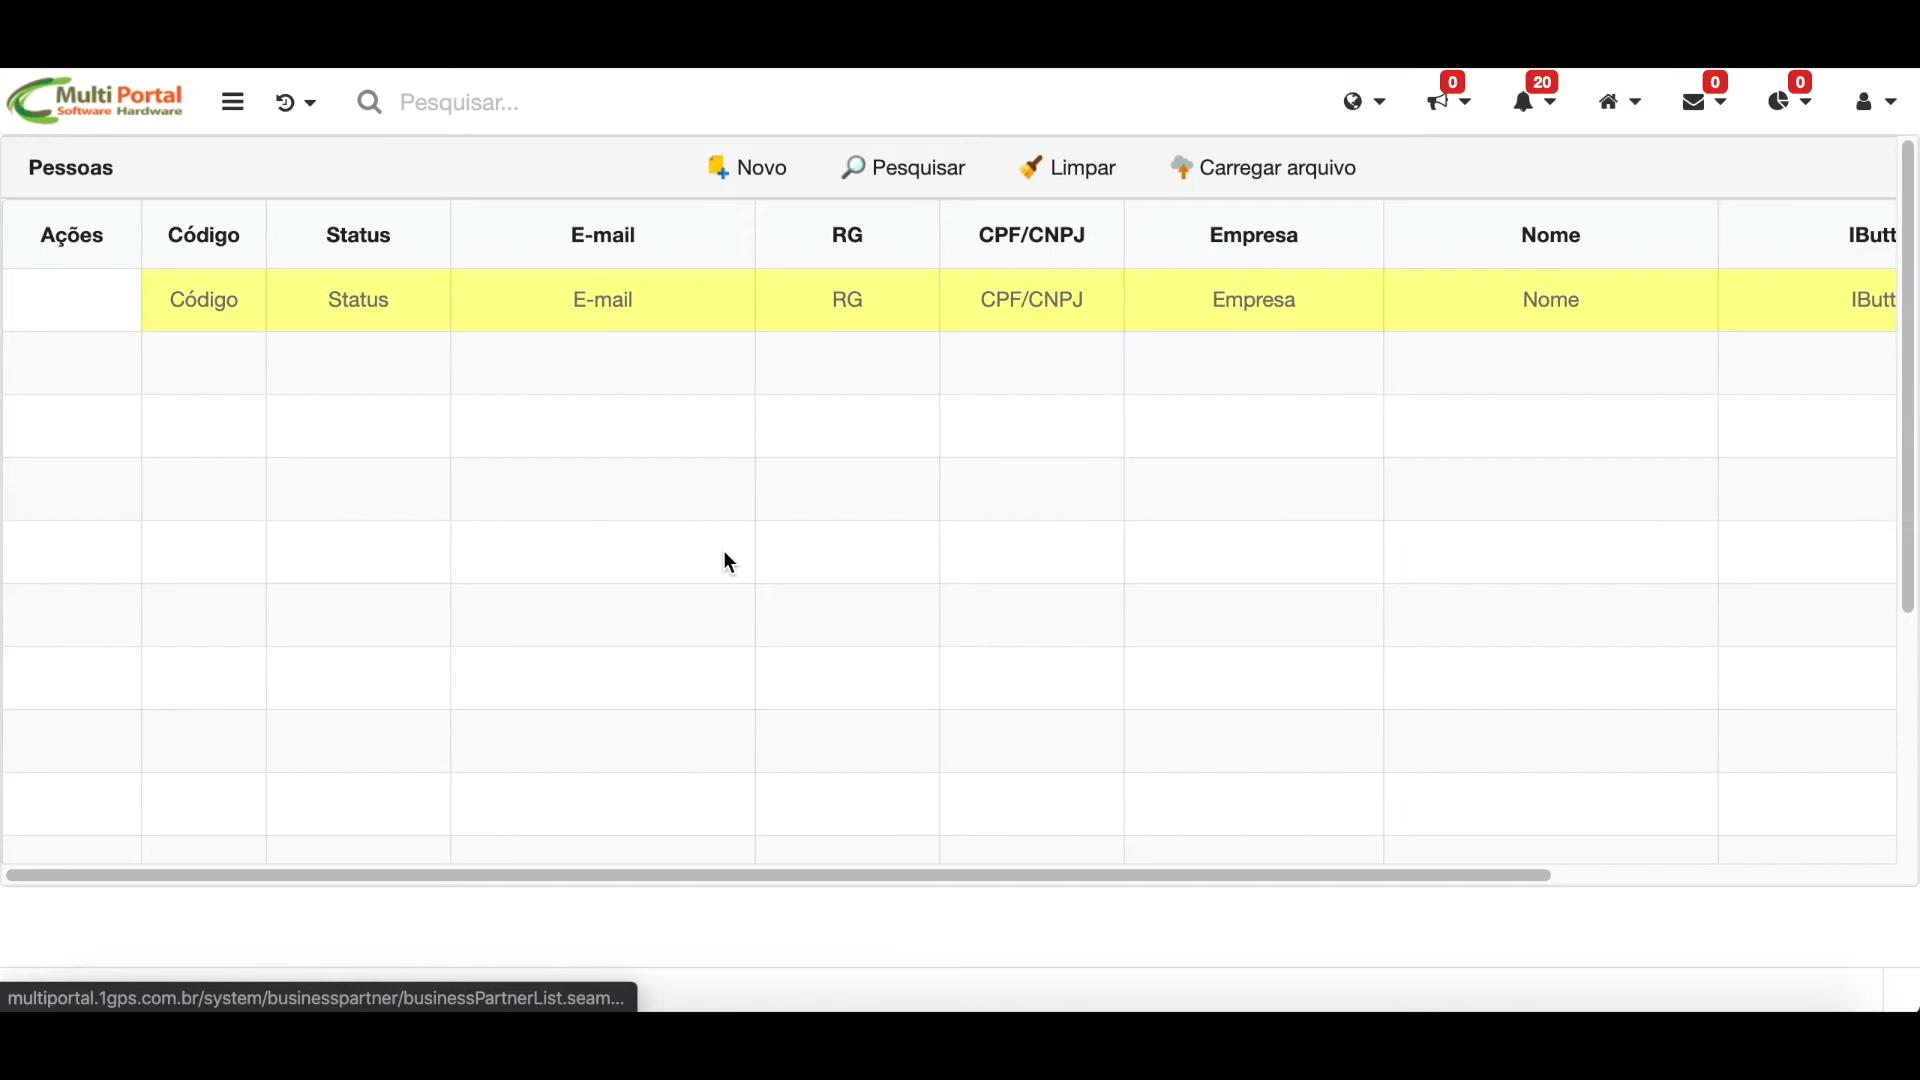 Multi Portal
Software Hardware
Pesquisar...
0
20
0
0
Pessoas
Novo
Pesquisar
Limpar
Carregar arquivo
Ações Código Status E-mail RG CPF/CNPJ Empresa Nome IButt
Código Status E-mail RG CPF/CNPJ Empresa Nome IButt
multiportal.1gps.com.br/system/businesspartner/businessPartnerList.seam...